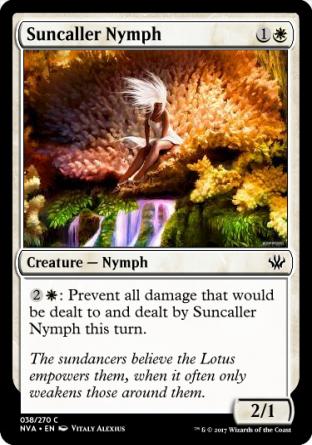 Suncaller Nymph 1
Creature — Nymph
2 : Prevent all damage that would
be dealt to and dealt by Suncaller
Nymph this turn.
The sundancers believe the Lotus
empowers them, when it often only
weakens those around them.
2/1
038/270 C
NVA • EN VITALY ALEXIUS
™ & © 2017 Wizards of the Coast